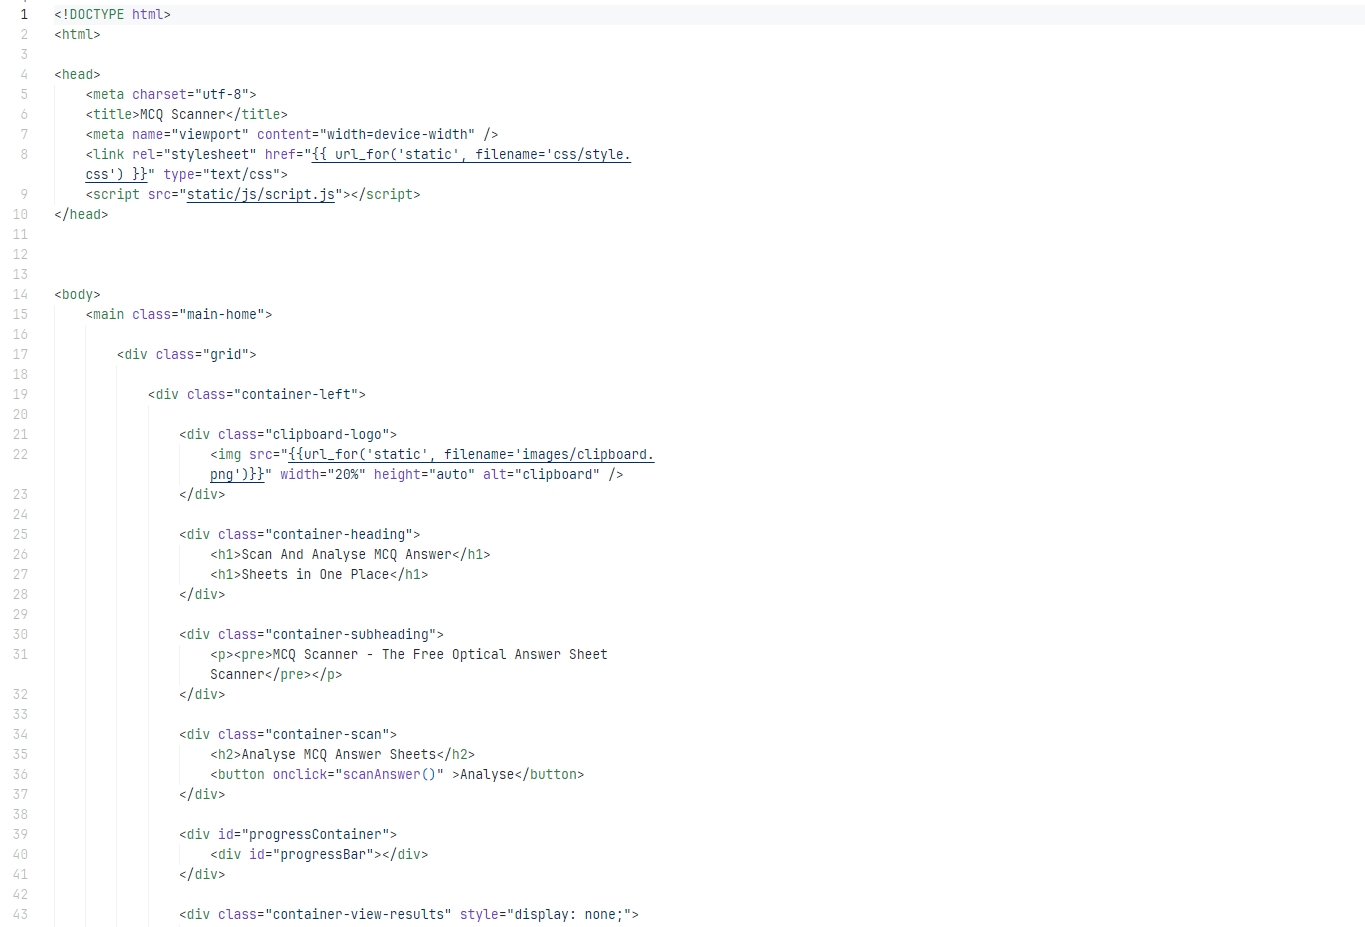 1 <!DOCTYPE html>
2 <html>
3
4 <head>
5 <meta charset="utf-8">
6 <title>MCQ Scanner</title>
7 <meta name="viewport" content="width=device-width" />
8 <link rel="stylesheet" href="{{ url_for('static', filename='css/style.
css') }}" type="text/css">
9 <script src="static/js/script.js"></script>
10 </head>
11
12
13
14 <body>
15 <main class="main-home">
16
17 <div class="grid">
18
19 <div class="container-left">
20
21 <div class="clipboard-logo">
22 <img src="{{url_for('static', filename='images/clipboard.
png')}}" width="20%" height="auto" alt="clipboard" />
23 </div>
24
25 <div class="container-heading">
26 <h1>Scan And Analyse MCQ Answer</h1>
27 <h1>Sheets in One Place</h1>
28 </div>
29
30 <div class="container-subheading">
31 <p><pre>MCQ Scanner - The Free Optical Answer Sheet
Scanner</pre></p>
32 </div>
33
34 <div class="container-scan">
35 <h2>Analyse MCQ Answer Sheets</h2>
36 <button onclick="scanAnswer()" >Analyse</button>
37 </div>
38
39 <div id="progressContainer">
40 <div id="progressBar"></div>
41 </div>
42
43 <div class="container-view-results" style="display: none;">